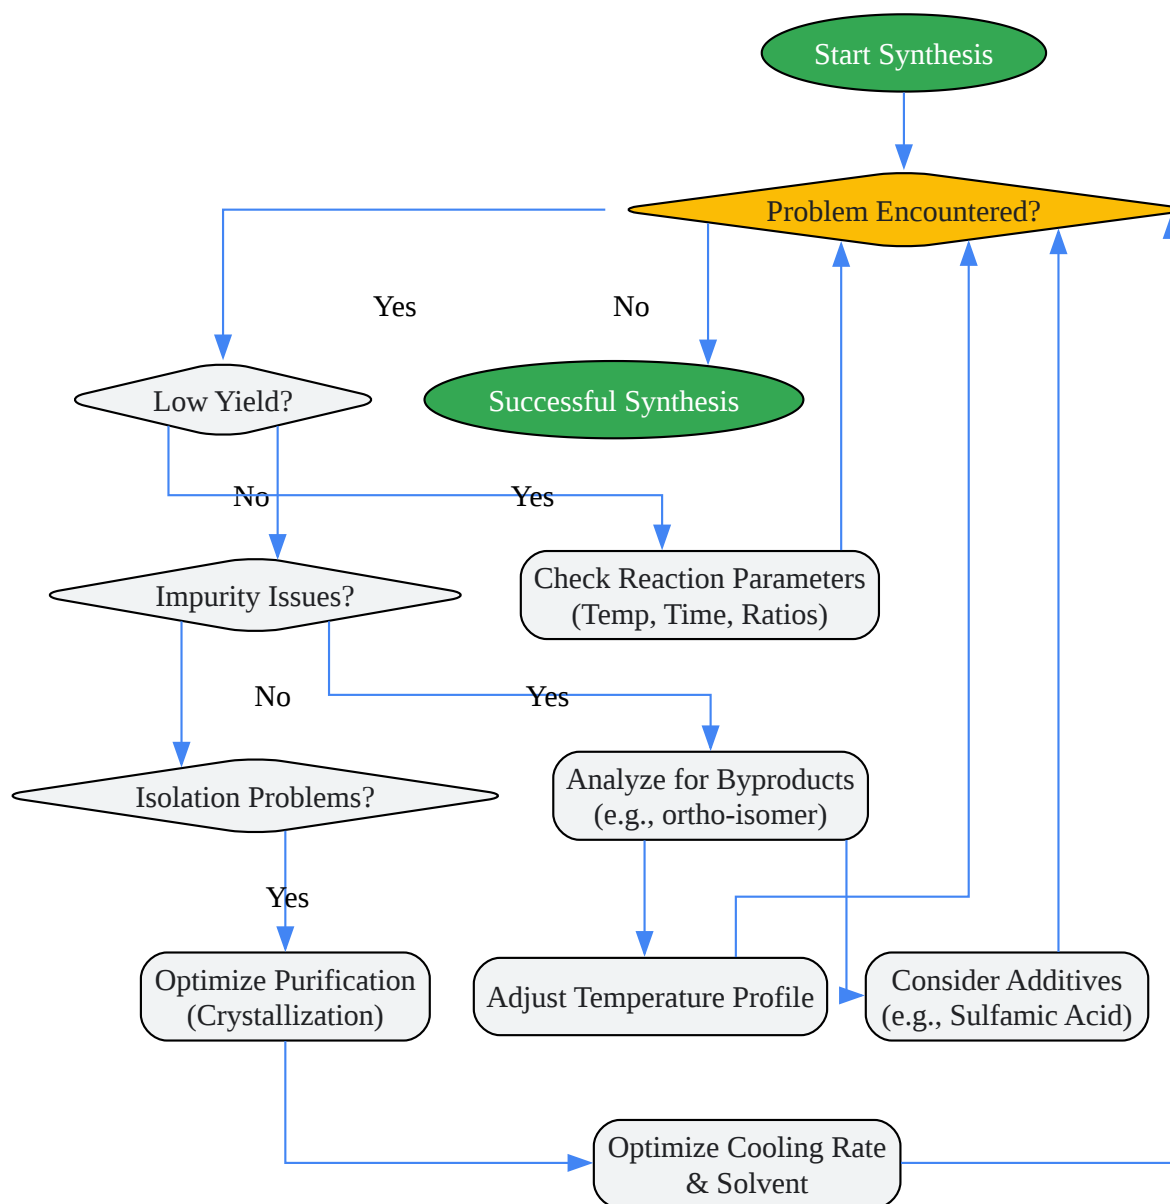 Start Synthesis
Problem Encountered?
Yes
No
Low Yield?
Successful Synthesis
No
Yes
Check Reaction Parameters
(Temp, Time, Ratios)
Impurity Issues?
No
Yes
Analyze for Byproducts
(e.g., ortho-isomer)
Isolation Problems?
Yes
Optimize Purification
(Crystallization)
Adjust Temperature Profile
Consider Additives
(e.g., Sulfamic Acid)
Optimize Cooling Rate
& Solvent